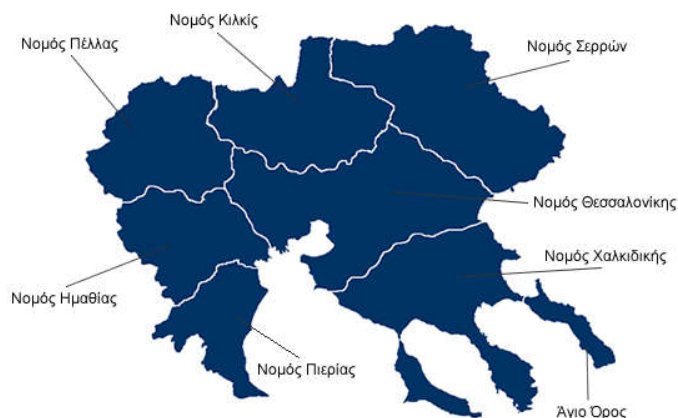 Νομός Κιλκίς
Νομός Πέλλας
Νομός Σερρών
Νομός Θεσσαλονίκης
Νομός Χαλκιδικής
Νομός Ημαθίας
Νομός Πιερίας
Άγιο Όρος